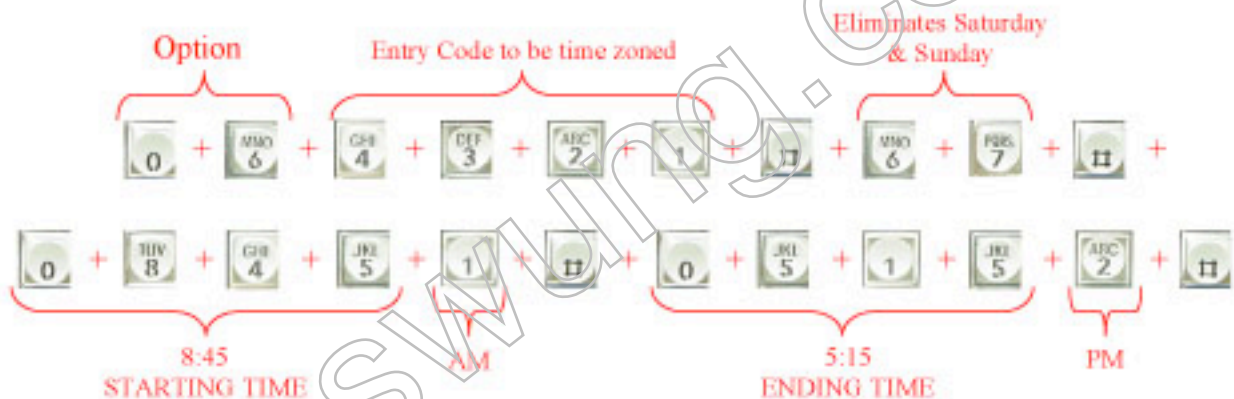 Eliminates Saturday
Option Entry Code to be time zoned & Sunday
0 + MNO 6 + GHI 4 + DEF 3 + ABC 2 + 1 + # + MNO 6 + PQRS 7 + # +
0 + TUV 8 + GHI 4 + JKL 5 + 1 + # + 0 + JKL 5 + 1 + JKL 5 + ABC 2 + #
8:45 AM 5:15 PM
STARTING TIME ENDING TIME
swung.c